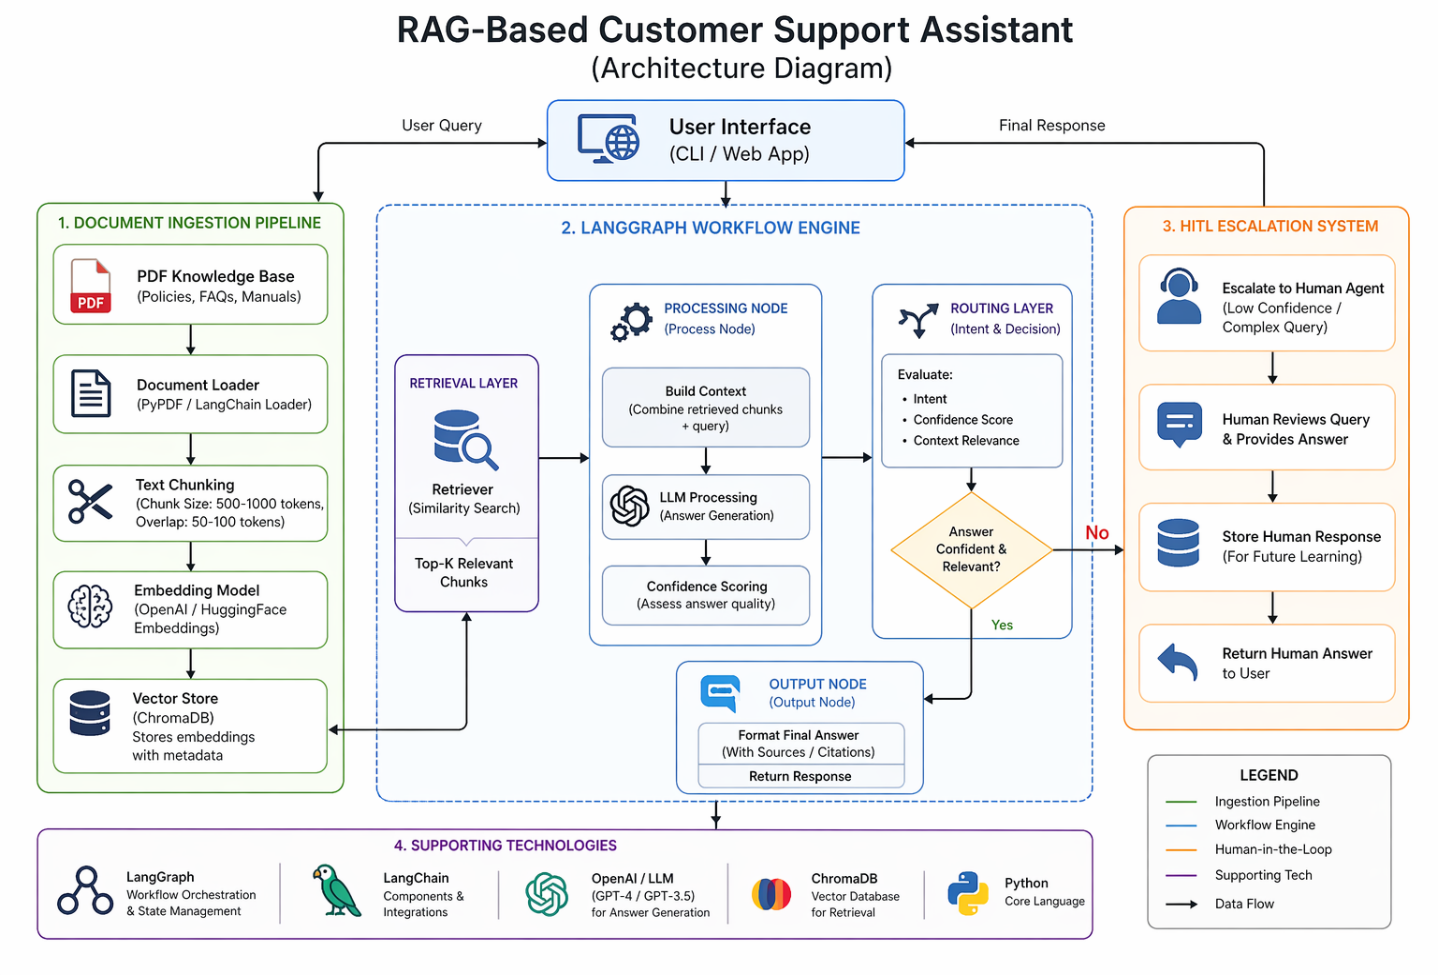 RAG-Based Customer Support Assistant
(Architecture Diagram)
User Query
User Interface
(CLI / Web App)
Final Response
1. DOCUMENT INGESTION PIPELINE
PDF
PDF Knowledge Base
(Policies, FAQs, Manuals)
Document Loader
(PyPDF / LangChain Loader)
Text Chunking
(Chunk Size: 500-1000 tokens,
Overlap: 50-100 tokens)
Embedding Model
(OpenAI / HuggingFace
Embeddings)
Vector Store
(ChromaDB)
Stores embeddings
with metadata
2. LANGGRAPH WORKFLOW ENGINE
RETRIEVAL LAYER
Retriever
(Similarity Search)
Top-K Relevant
Chunks
PROCESSING NODE
(Process Node)
Build Context
(Combine retrieved chunks
+ query)
LLM Processing
(Answer Generation)
Confidence Scoring
(Assess answer quality)
ROUTING LAYER
(Intent & Decision)
Evaluate:
• Intent
• Confidence Score
• Context Relevance
Answer
Confident &
Relevant?
No
Yes
OUTPUT NODE
(Output Node)
Format Final Answer
(With Sources / Citations)
Return Response
3. HITL ESCALATION SYSTEM
Escalate to Human Agent
(Low Confidence /
Complex Query)
Human Reviews Query
& Provides Answer
Store Human Response
(For Future Learning)
Return Human Answer
to User
LEGEND
Ingestion Pipeline
Workflow Engine
Human-in-the-Loop
Supporting Tech
Data Flow
4. SUPPORTING TECHNOLOGIES
LangGraph
Workflow Orchestration
& State Management
LangChain
Components &
Integrations
OpenAI / LLM
(GPT-4 / GPT-3.5)
for Answer Generation
ChromaDB
Vector Database
for Retrieval
Python
Core Language